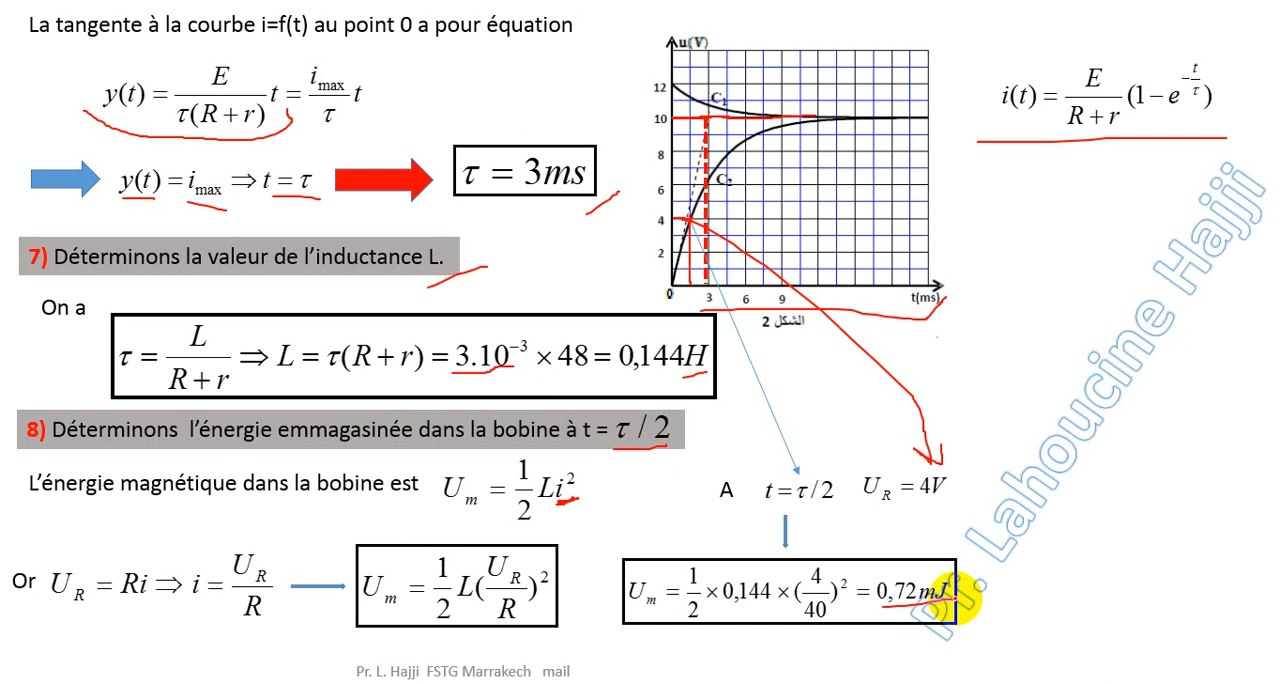 La tangente à la courbe i=f(t) au point 0 a pour équation
y(t) = E / τ(R + r) t = i_max / τ t
i(t) = E / R + r (1 − e^(−t/τ))
y(t) = i_max ⇒ t = τ
τ = 3ms
u(V)
12
10
8
6
4
2
0
C₁
C₂
3
6
9
t(ms)
الشكل 2
7) Déterminons la valeur de l’inductance L.
On a
τ = L / R + r ⇒ L = τ(R + r) = 3.10⁻³ × 48 = 0,144H
8) Déterminons l’énergie emmagasinée dans la bobine à t = τ / 2
L’énergie magnétique dans la bobine est U_m = 1/2 Li²
A t = τ / 2 U_R = 4V
Or U_R = Ri ⇒ i = U_R / R
U_m = 1/2 L(U_R / R)²
U_m = 1/2 × 0,144 × (4/40)² = 0,72mJ
Pr. Lahoucine Hajji
Pr. L. Hajji FSTG Marrakech mail